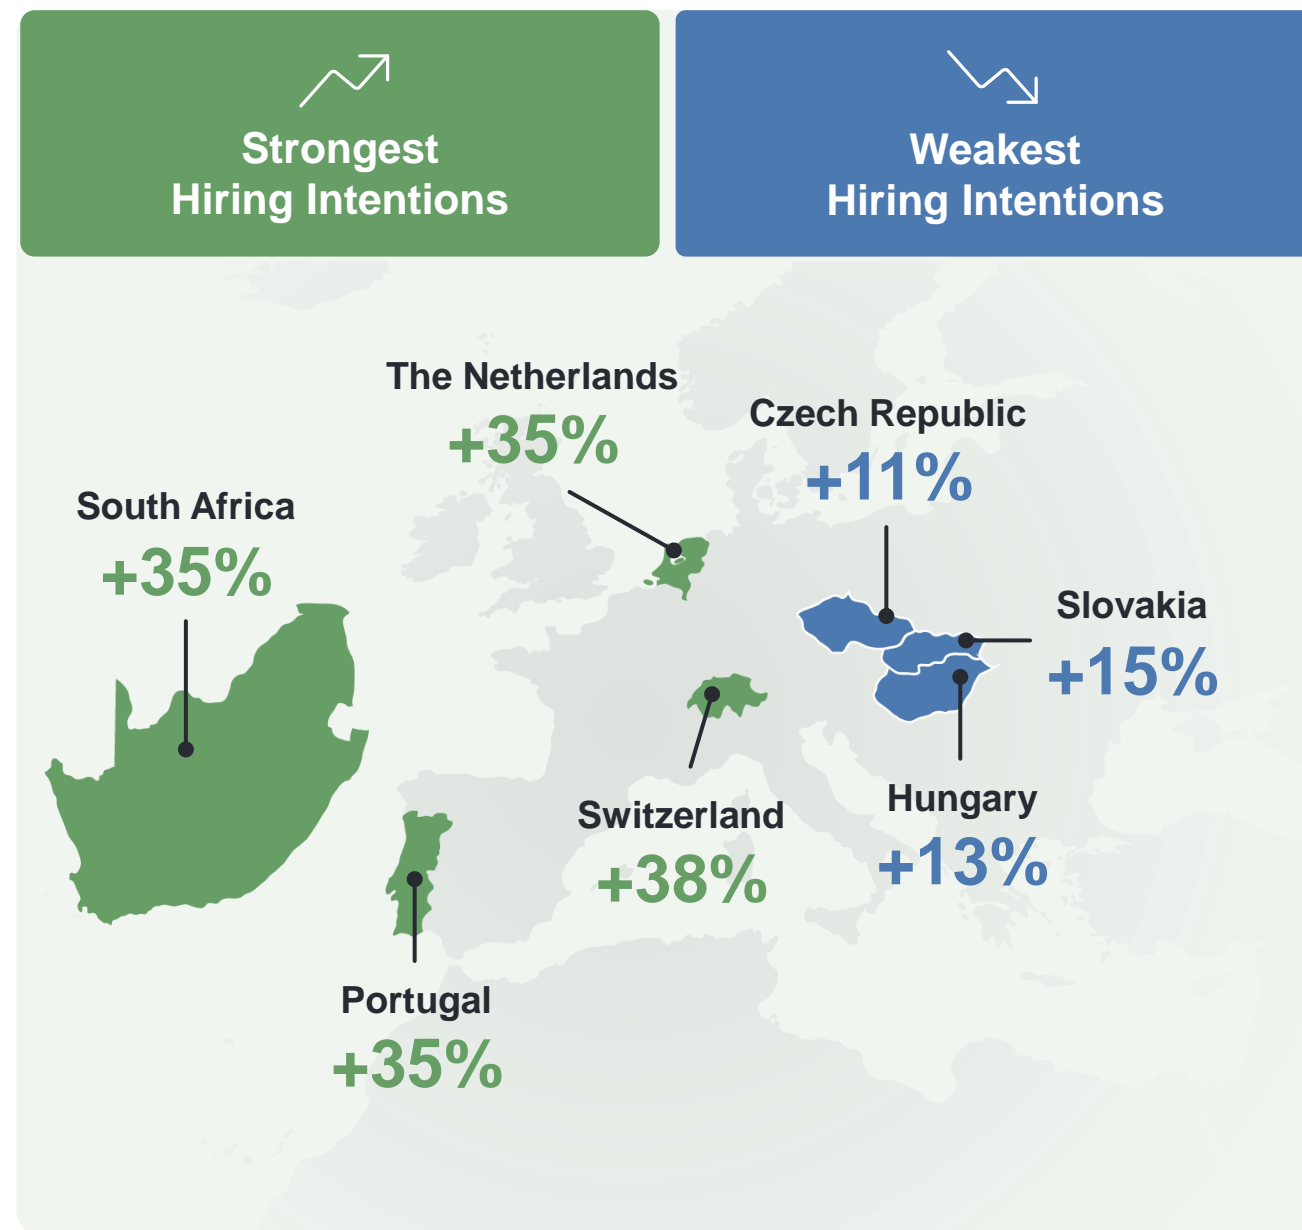 Strongest
Hiring Intentions
Weakest
Hiring Intentions
The Netherlands
+35%
Czech Republic
+11%
South Africa
+35%
Slovakia
+15%
Switzerland
+38%
Hungary
+13%
Portugal
+35%